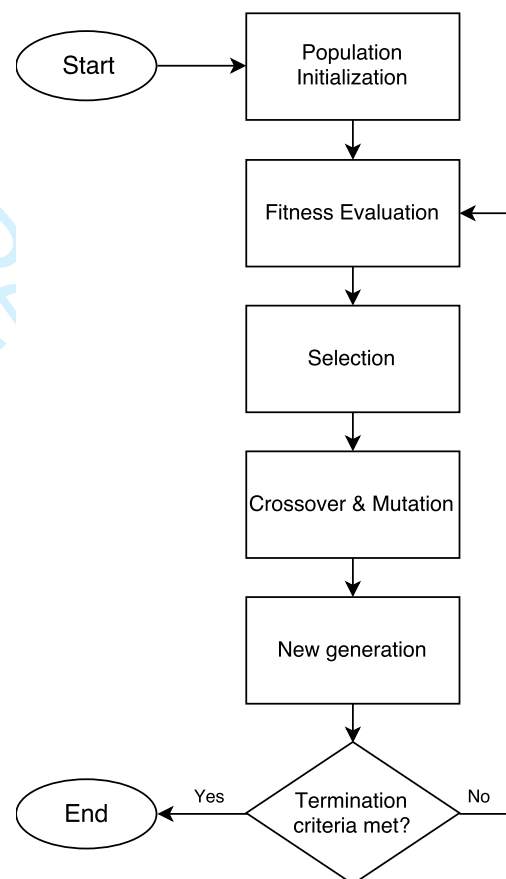 Start
Population
Initialization
Fitness Evaluation
Selection
Crossover & Mutation
New generation
Termination
criteria met?
Yes
No
End